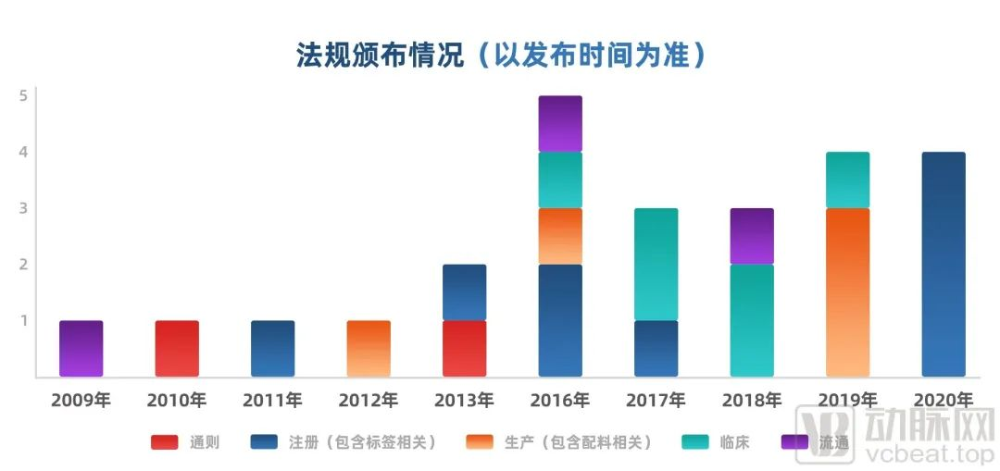 法规颁布情况（以发布时间为准）
5
4
3
2
1
2009年 2010年 2011年 2012年 2013年 2016年 2017年 2018年 2019年 2020年
通则 注册（包含标签相关） 生产（包含配料相关） 临床 流通
动脉网
vcbeat.top